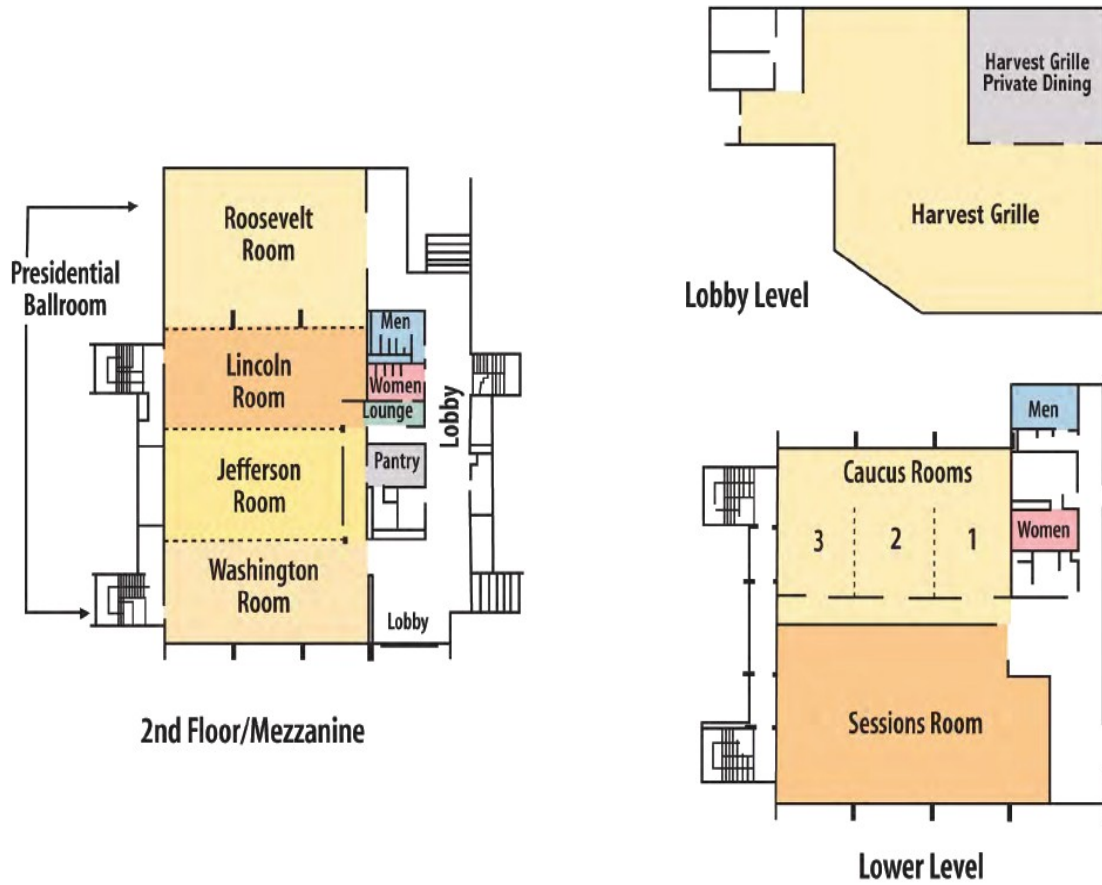 Presidential
Ballroom
Roosevelt
Room
Lincoln
Room
Jefferson
Room
Washington
Room
Men
Women
Lounge
Pantry
Lobby
Lobby
2nd Floor/Mezzanine
Harvest Grille
Private Dining
Harvest Grille
Lobby Level
Men
Caucus Rooms
3
2
1
Women
Sessions Room
Lower Level